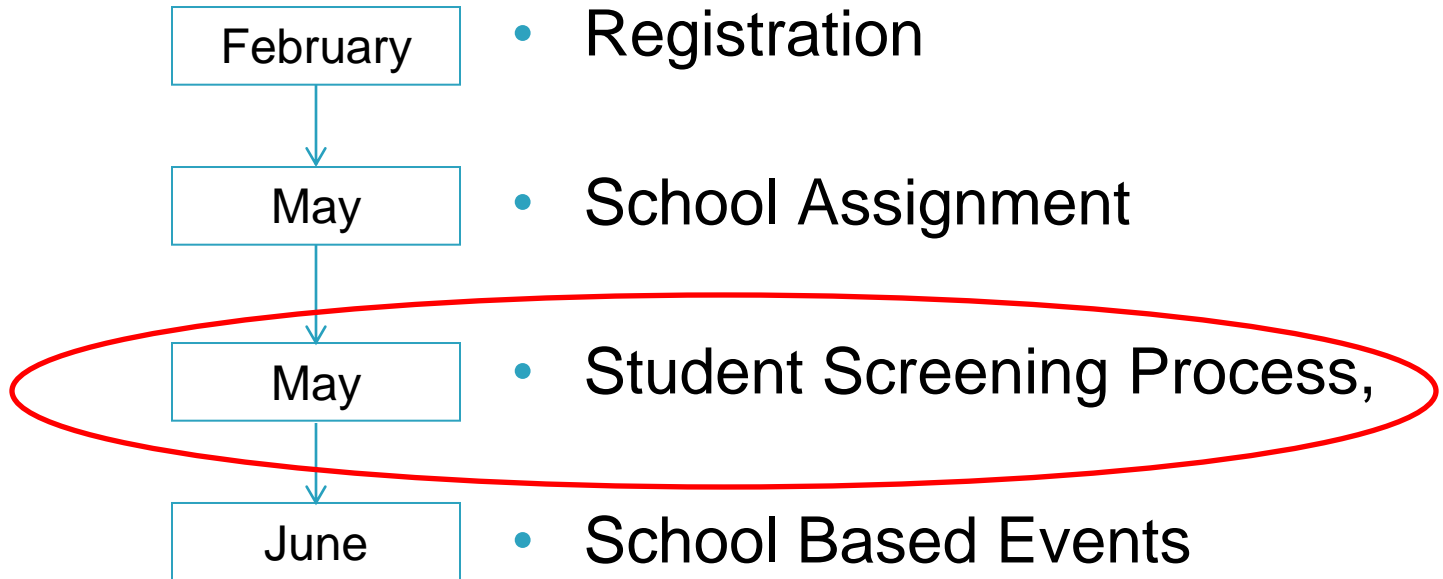 February • Registration
May • School Assignment
May • Student Screening Process,
June • School Based Events